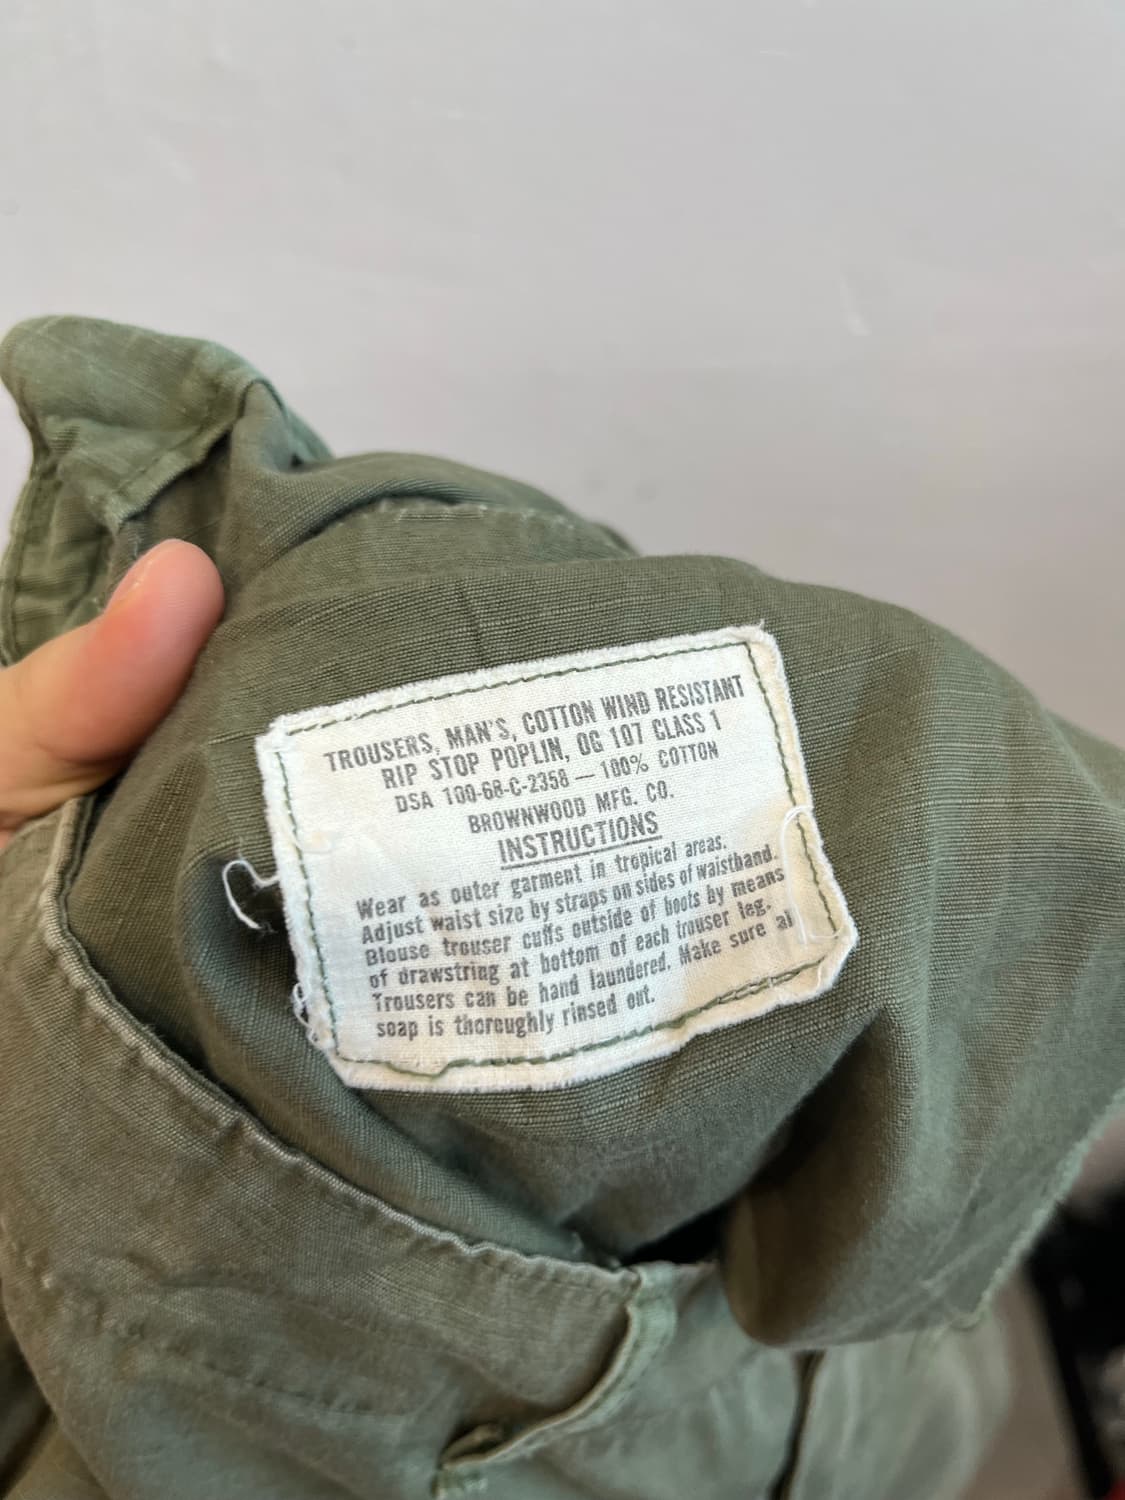 TROUSERS, MAN'S, COTTON WIND RESISTANT
RIP STOP POPLIN, OG 107 CLASS 1
DSA 100-68-C-2358 — 100% COTTON
BROWNWOOD MFG. CO.
INSTRUCTIONS
Wear as outer garment in tropical areas.
Adjust waist size by straps on sides of waistband.
Blouse trouser cuffs outside of boots by means
of drawstring at bottom of each trouser leg.
Trousers can be hand laundered. Make sure al
soap is thoroughly rinsed out.